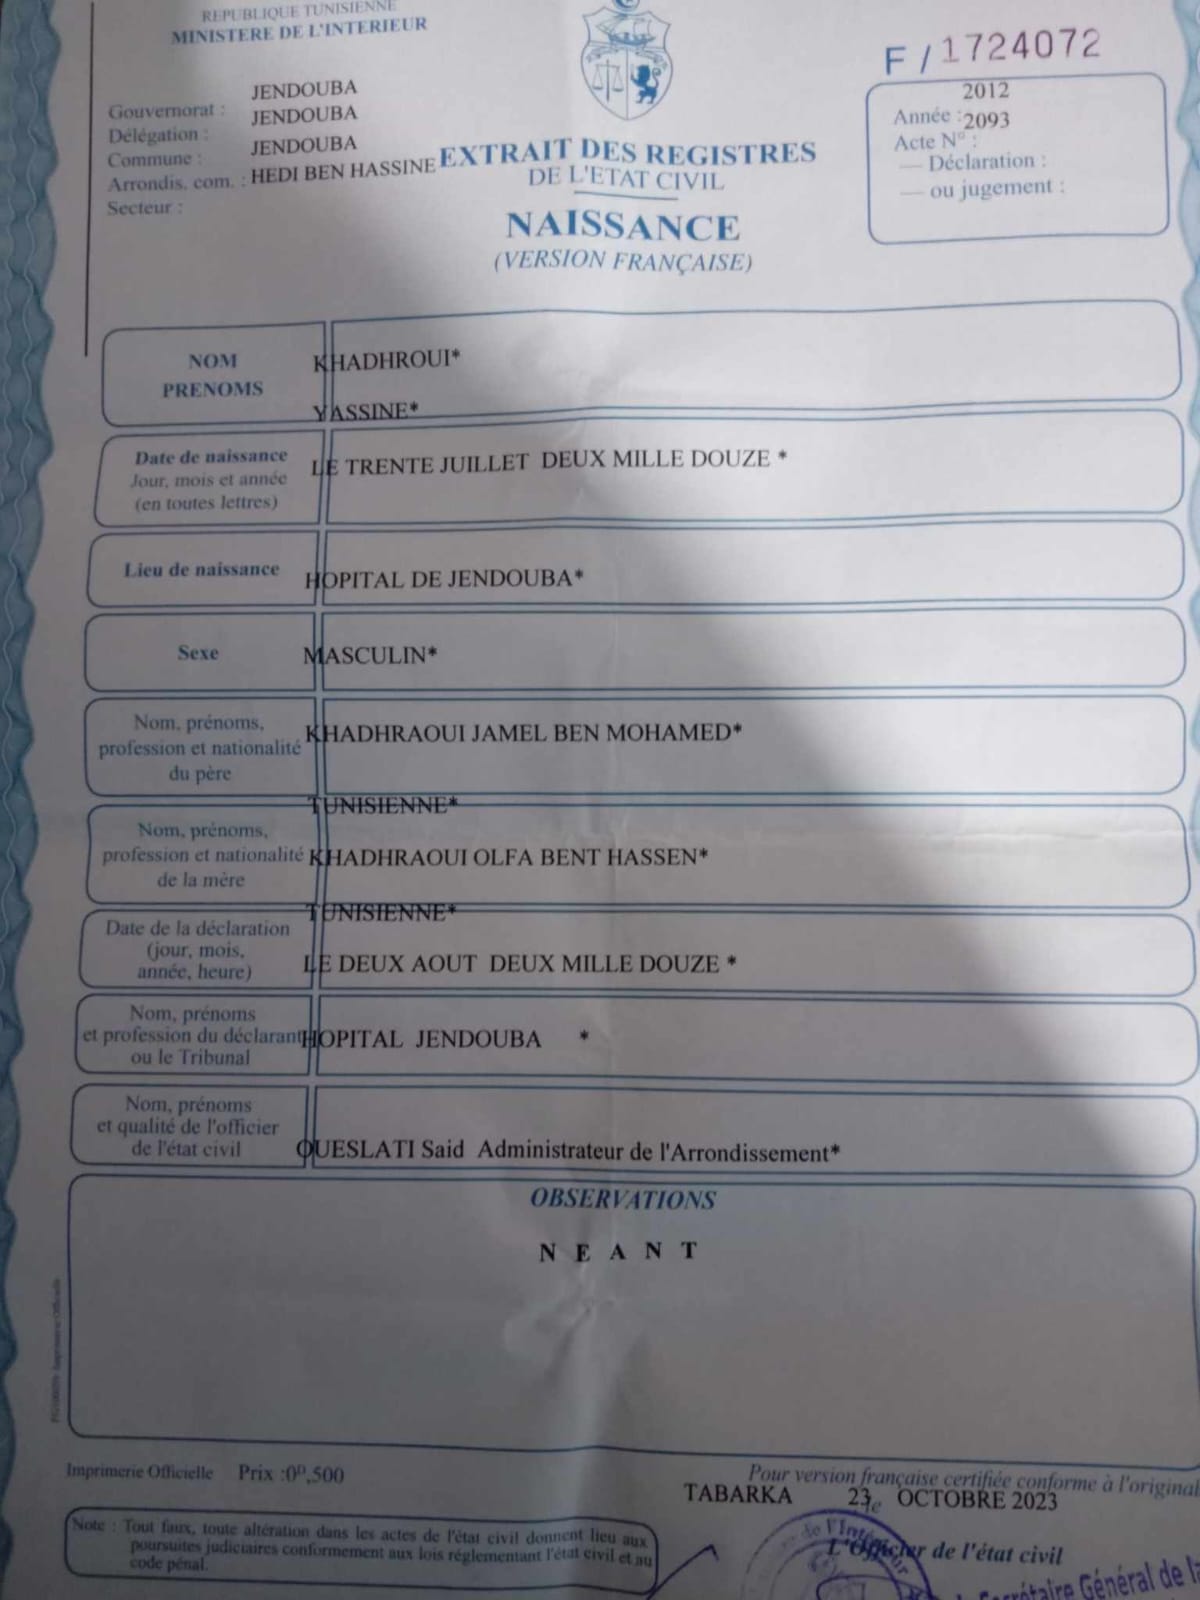 REPUBLIQUE TUNISIENNE
MINISTERE DE L'INTERIEUR
F / 1724072
Gouvernorat : JENDOUBA
Délégation : JENDOUBA
Commune : JENDOUBA
Arrondis. com. : HEDI BEN HASSINE
Secteur :
2012
Année : 2093
Acte N° :
— Déclaration :
— ou jugement :
EXTRAIT DES REGISTRES
DE L'ETAT CIVIL
NAISSANCE
(VERSION FRANÇAISE)
NOM KHADHROUI*
PRENOMS
YASSINE*
Date de naissance
Jour, mois et année
(en toutes lettres)
LE TRENTE JUILLET DEUX MILLE DOUZE *
Lieu de naissance
HOPITAL DE JENDOUBA*
Sexe MASCULIN*
Nom, prénoms,
profession et nationalité
du père
KHADHRAOUI JAMEL BEN MOHAMED*
TUNISIENNE*
Nom, prénoms,
profession et nationalité
de la mère
KHADHRAOUI OLFA BENT HASSEN*
TUNISIENNE*
Date de la déclaration
(jour, mois,
année, heure)
LE DEUX AOUT DEUX MILLE DOUZE *
Nom, prénoms
et profession du déclarant
ou le Tribunal
HOPITAL JENDOUBA *
Nom, prénoms
et qualité de l'officier
de l'état civil
OUESLATI Said Administrateur de l'Arrondissement*
OBSERVATIONS
N E A N T
Imprimerie Officielle Prix :0D,500
Pour version française certifiée conforme à l'original
TABARKA 23 le OCTOBRE 2023
L'Officier de l'état civil
Note : Tout faux, toute altération dans les actes de l'état civil donnent lieu aux
poursuites judiciaires conformement aux lois réglementant l'état civil et au
code pénal.
de l'Intérieur
Secrétaire Général de la